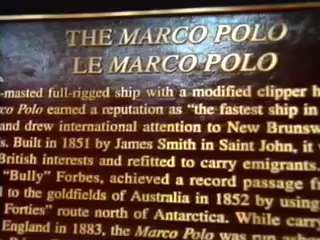 THE MARCO POLO
LE MARCO POLO
-masted full-rigged ship with a modified clipper h
co Polo earned a reputation as "the fastest ship in
and drew international attention to New Brunsw
s. Built in 1851 by James Smith in Saint John, it w
British interests and refitted to carry emigrants.
"Bully" Forbes, achieved a record passage f
l to the goldfields of Australia in 1852 by using
Forties" route north of Antarctica. While carry
England in 1883, the Marco Polo was run ash